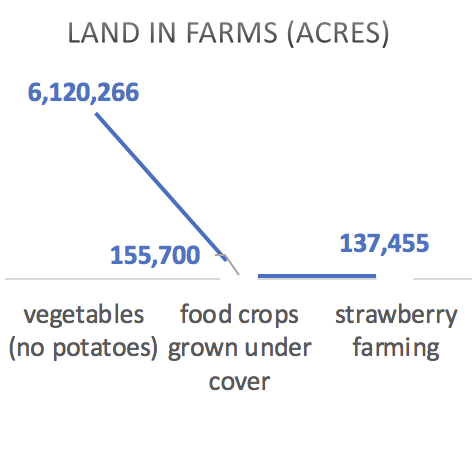 LAND IN FARMS (ACRES)
6,120,266
155,700
137,455
vegetables
(no potatoes)
food crops
grown under
cover
strawberry
farming